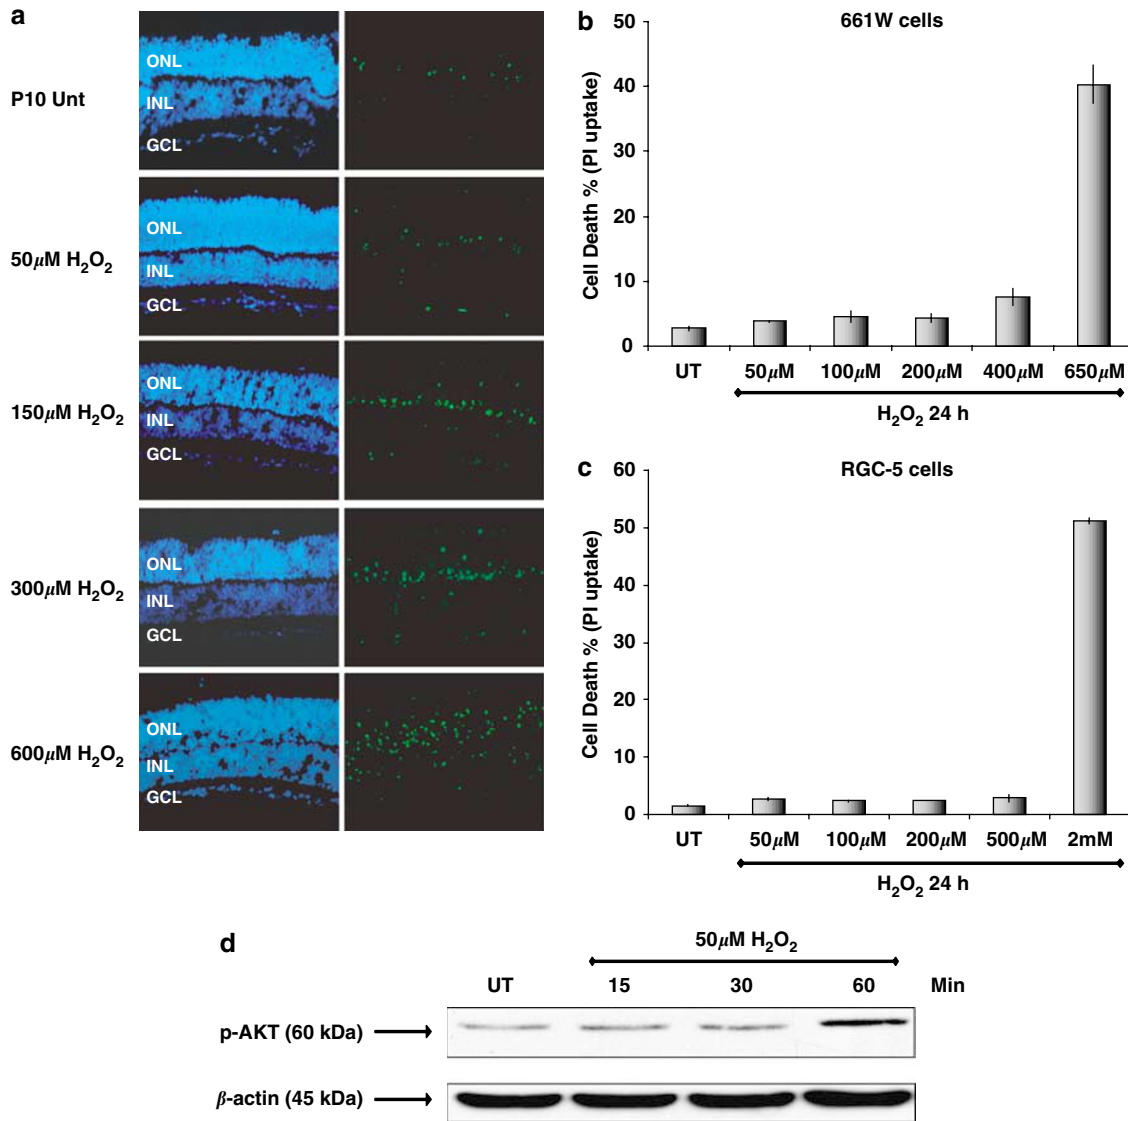 a
P10 Unt
ONL
INL
GCL
50μM H₂O₂
ONL
INL
GCL
150μM H₂O₂
ONL
INL
GCL
300μM H₂O₂
ONL
INL
GCL
600μM H₂O₂
ONL
INL
GCL
b
661W cells
Cell Death % (PI uptake)
50
40
30
20
10
0
UT 50μM 100μM 200μM 400μM 650μM
H₂O₂ 24 h
c
RGC-5 cells
Cell Death % (PI uptake)
60
50
40
30
20
10
0
UT 50μM 100μM 200μM 500μM 2mM
H₂O₂ 24 h
d
50μM H₂O₂
UT 15 30 60 Min
p-AKT (60 kDa)
β-actin (45 kDa)